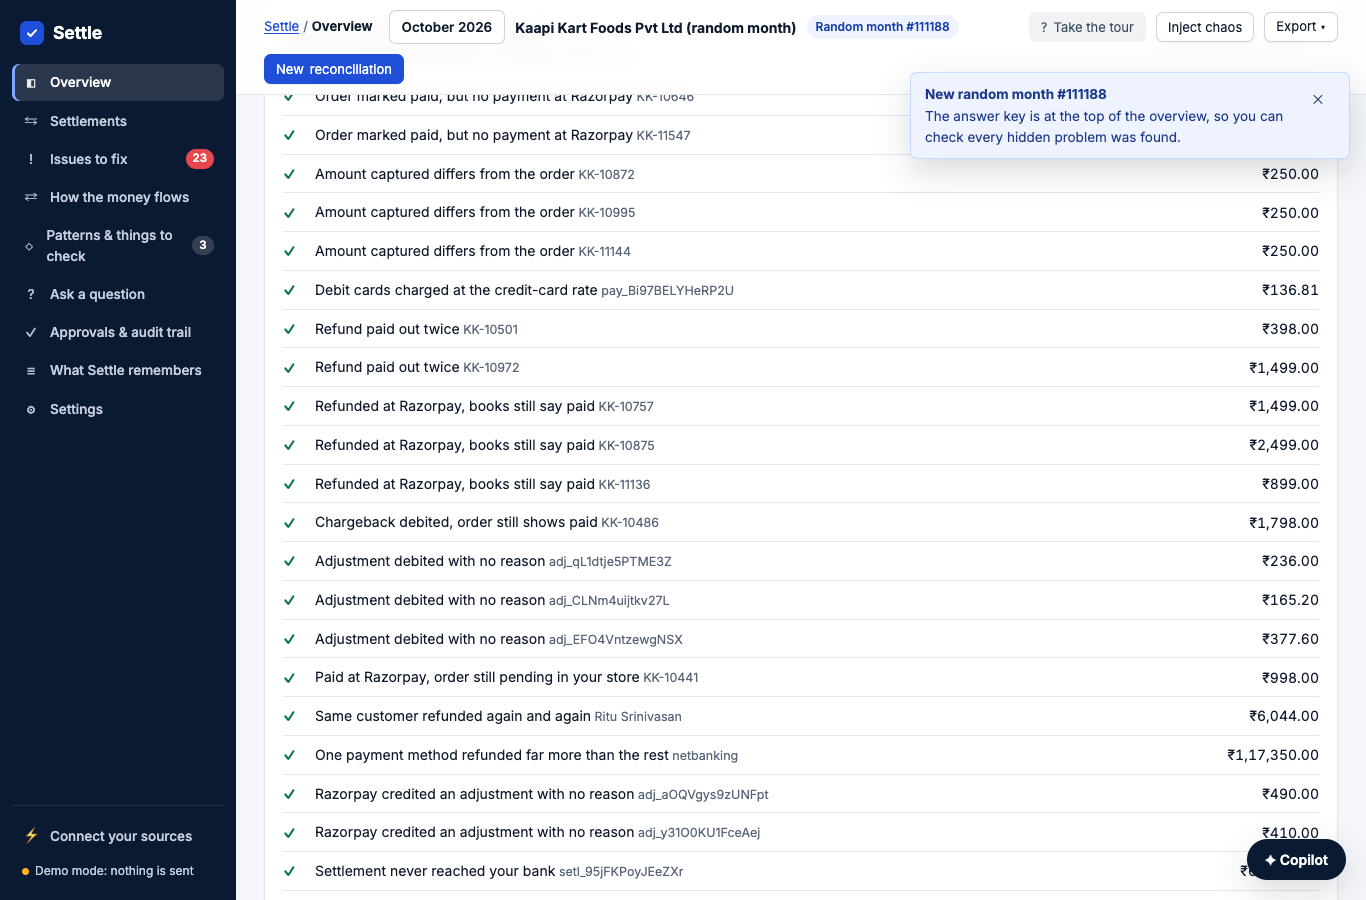 Settle
Overview
Settlements
! Issues to fix 23
How the money flows
Patterns & things to
check
3
? Ask a question
Approvals & audit trail
What Settle remembers
Settings
Connect your sources
Demo mode: nothing is sent
Settle / Overview
October 2026
Kaapi Kart Foods Pvt Ltd (random month)
Random month #111188
? Take the tour
Inject chaos
Export
New reconciliation
New random month #111188
The answer key is at the top of the overview, so you can
check every hidden problem was found.
Order marked paid, but no payment at Razorpay KK-10646
Order marked paid, but no payment at Razorpay KK-11547
Amount captured differs from the order KK-10872 ₹250.00
Amount captured differs from the order KK-10995 ₹250.00
Amount captured differs from the order KK-11144 ₹250.00
Debit cards charged at the credit-card rate pay_Bi97BELYHeRP2U ₹136.81
Refund paid out twice KK-10501 ₹398.00
Refund paid out twice KK-10972 ₹1,499.00
Refunded at Razorpay, books still say paid KK-10757 ₹1,499.00
Refunded at Razorpay, books still say paid KK-10875 ₹2,499.00
Refunded at Razorpay, books still say paid KK-11136 ₹899.00
Chargeback debited, order still shows paid KK-10486 ₹1,798.00
Adjustment debited with no reason adj_qL1dtje5PTME3Z ₹236.00
Adjustment debited with no reason adj_CLNm4uijtkv27L ₹165.20
Adjustment debited with no reason adj_EFO4VntzewgNSX ₹377.60
Paid at Razorpay, order still pending in your store KK-10441 ₹998.00
Same customer refunded again and again Ritu Srinivasan ₹6,044.00
One payment method refunded far more than the rest netbanking ₹1,17,350.00
Razorpay credited an adjustment with no reason adj_aOQVgys9zUNFpt ₹490.00
Razorpay credited an adjustment with no reason adj_y31O0KU1FceAej ₹410.00
Settlement never reached your bank setl_95jFKPoyJEeZXr
Copilot